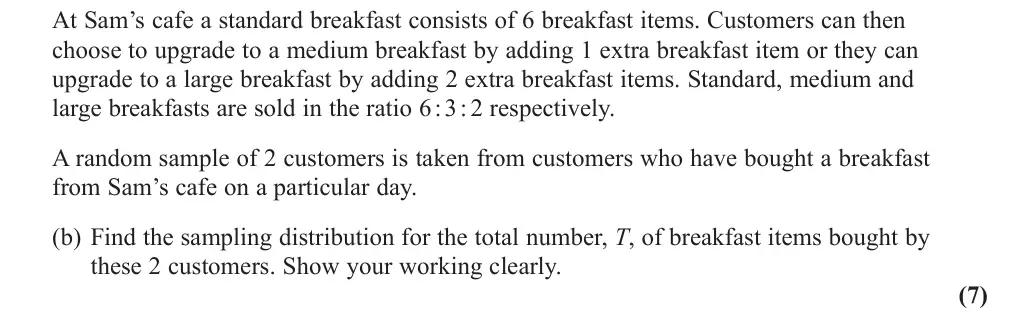 At Sam’s cafe a standard breakfast consists of 6 breakfast items. Customers can then
choose to upgrade to a medium breakfast by adding 1 extra breakfast item or they can
upgrade to a large breakfast by adding 2 extra breakfast items. Standard, medium and
large breakfasts are sold in the ratio 6 : 3 : 2 respectively.
A random sample of 2 customers is taken from customers who have bought a breakfast
from Sam’s cafe on a particular day.
(b) Find the sampling distribution for the total number, T, of breakfast items bought by
these 2 customers. Show your working clearly.
(7)